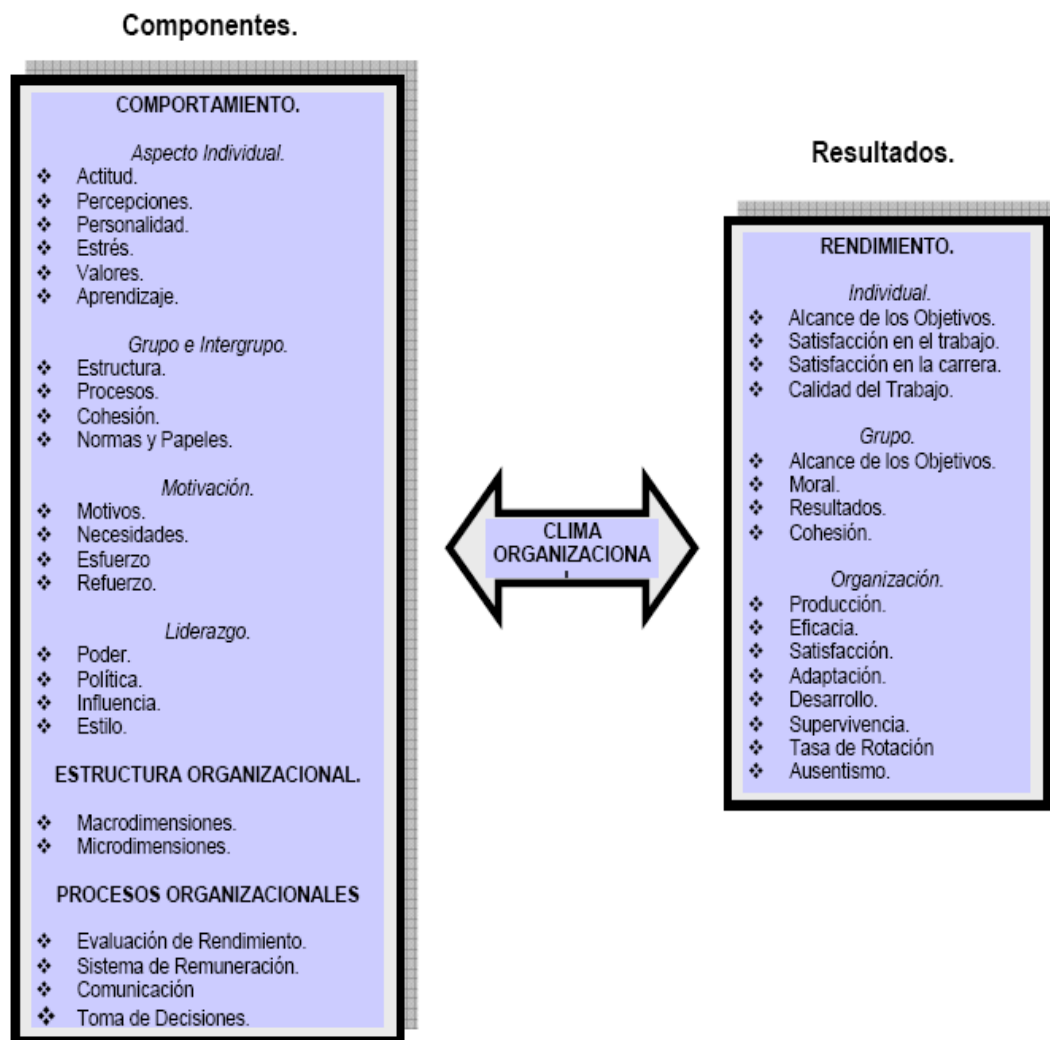 Componentes.
COMPORTAMIENTO.
Aspecto Individual.
❖ Actitud.
❖ Percepciones.
❖ Personalidad.
❖ Estrés.
❖ Valores.
❖ Aprendizaje.
Grupo e Intergrupo.
❖ Estructura.
❖ Procesos.
❖ Cohesión.
❖ Normas y Papeles.
Motivación.
❖ Motivos.
❖ Necesidades.
❖ Esfuerzo
❖ Refuerzo.
Liderazgo.
❖ Poder.
❖ Política.
❖ Influencia.
❖ Estilo.
ESTRUCTURA ORGANIZACIONAL.
❖ Macrodimensiones.
❖ Microdimensiones.
PROCESOS ORGANIZACIONALES
❖ Evaluación de Rendimiento.
❖ Sistema de Remuneración.
❖ Comunicación
❖ Toma de Decisiones.
CLIMA
ORGANIZACIONA
Resultados.
RENDIMIENTO.
Individual.
❖ Alcance de los Objetivos.
❖ Satisfacción en el trabajo.
❖ Satisfacción en la carrera.
❖ Calidad del Trabajo.
Grupo.
❖ Alcance de los Objetivos.
❖ Moral.
❖ Resultados.
❖ Cohesión.
Organización.
❖ Producción.
❖ Eficacia.
❖ Satisfacción.
❖ Adaptación.
❖ Desarrollo.
❖ Supervivencia.
❖ Tasa de Rotación
❖ Ausentismo.